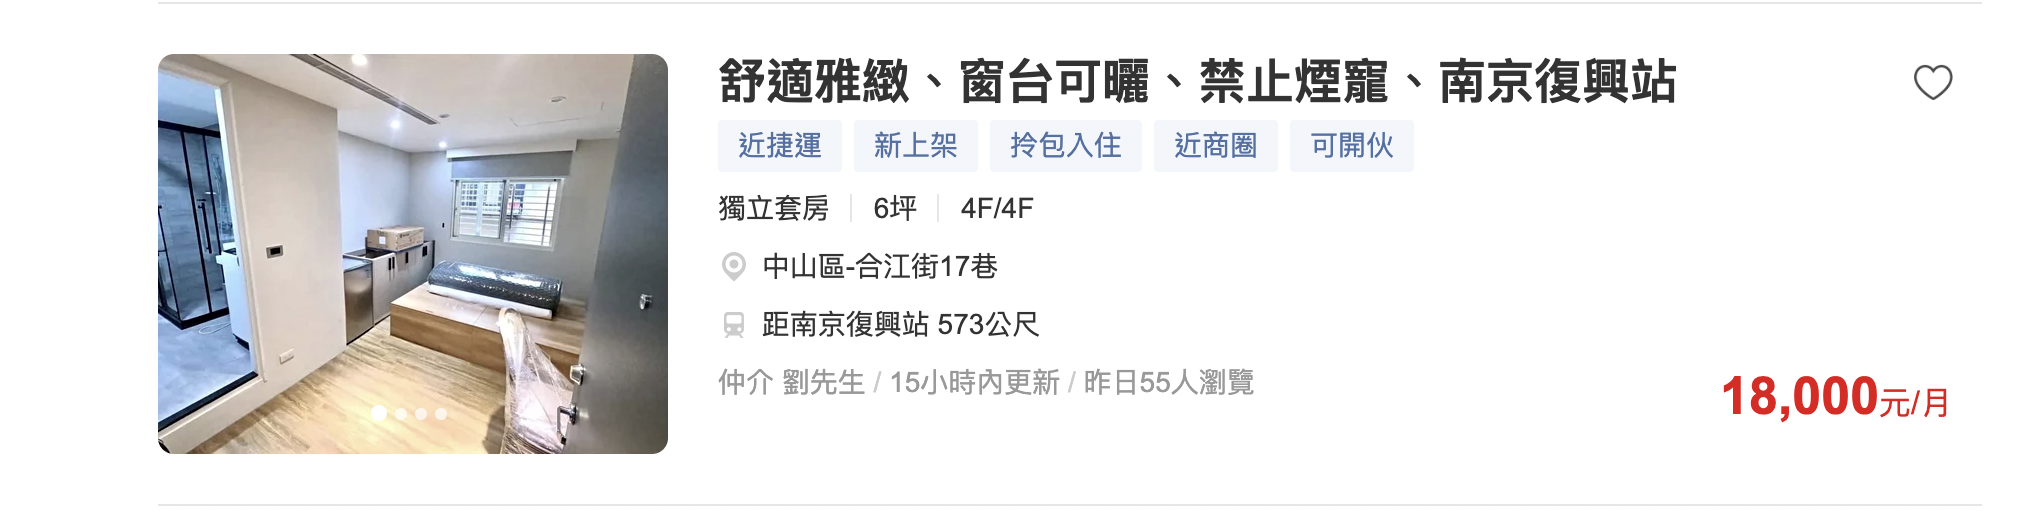 舒適雅緻、窗台可曬、禁止煙寵、南京復興站
近捷運 新上架 拎包入住 近商圈 可開伙
獨立套房 6坪 4F/4F
中山區-合江街17巷
距南京復興站 573公尺
仲介 劉先生 / 15小時內更新 / 昨日55人瀏覽
18,000元/月